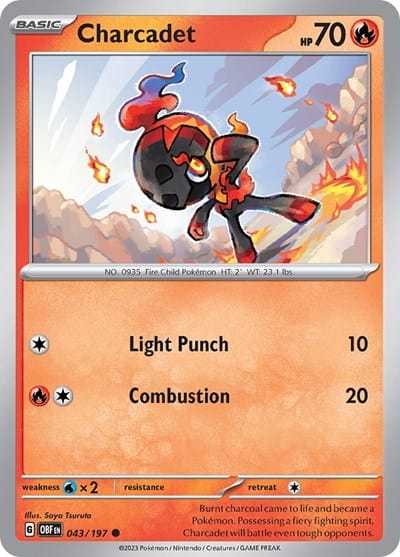 BASIC
Charcadet
HP 70
NO. 0935 Fire Child Pokémon HT: 2' WT: 23.1 lbs.
Light Punch 10
Combustion 20
weakness ×2 resistance retreat
Illus. Saya Tsuruta
G OBF EN 043/197
Burnt charcoal came to life and became a
Pokémon. Possessing a fiery fighting spirit,
Charcadet will battle even tough opponents.
©2023 Pokémon / Nintendo / Creatures / GAME FREAK